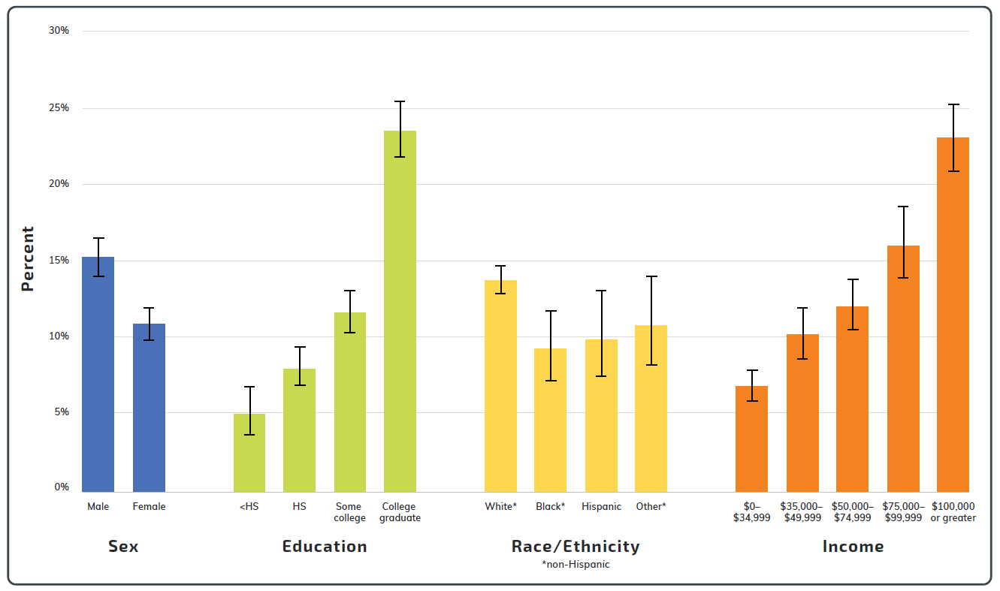 30%
25%
20%
15%
10%
5%
0%
Percent
Male
Female
<HS
HS
Some
college
College
graduate
White*
Black*
Hispanic
Other*
$0–
$34,999
$35,000–
$49,999
$50,000–
$74,999
$75,000–
$99,999
$100,000
or greater
Sex
Education
Race/Ethnicity
*non-Hispanic
Income